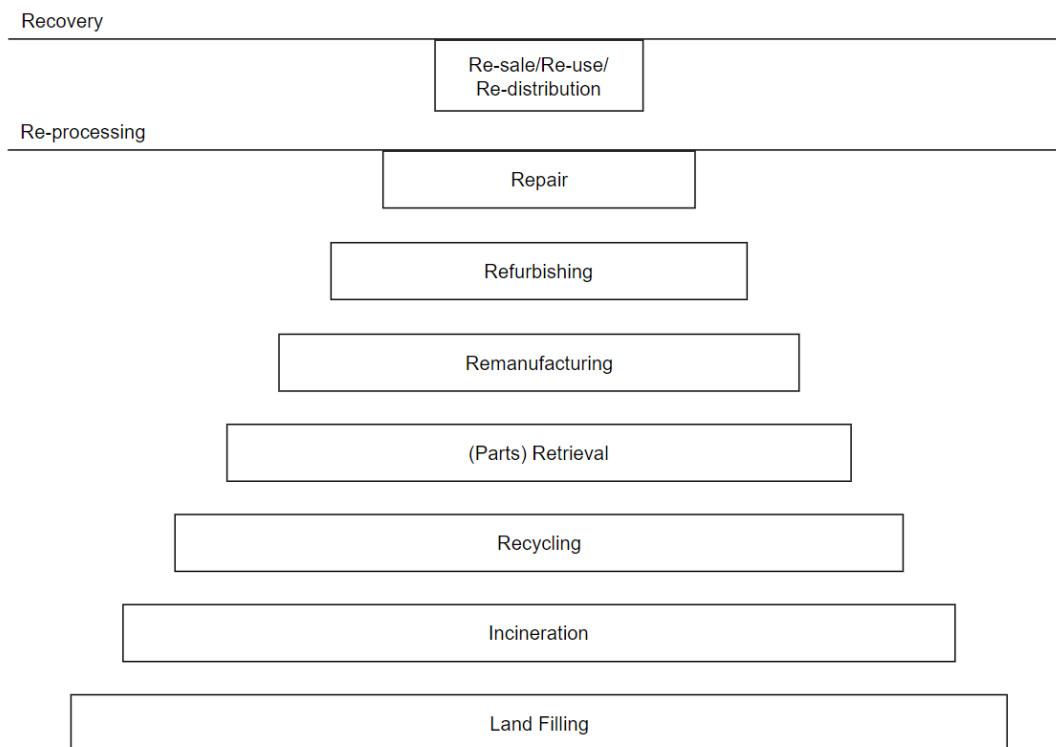 Recovery
Re-sale/Re-use/
Re-distribution
Re-processing
Repair
Refurbishing
Remanufacturing
(Parts) Retrieval
Recycling
Incineration
Land Filling